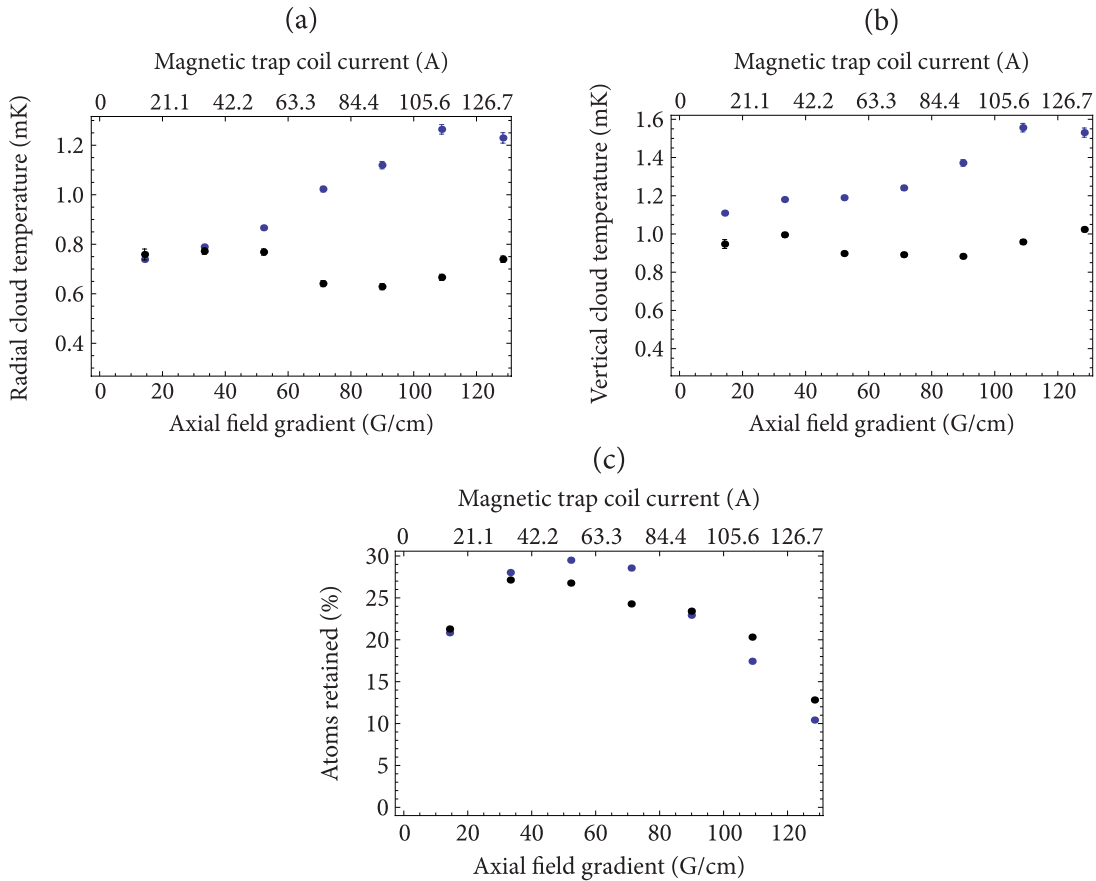 (a)
Magnetic trap coil current (A)
0 21.1 42.2 63.3 84.4 105.6 126.7
Radial cloud temperature (mK)
1.2
1.0
0.8
0.6
0.4
0 20 40 60 80 100 120
Axial field gradient (G/cm)
(b)
Magnetic trap coil current (A)
0 21.1 42.2 63.3 84.4 105.6 126.7
Vertical cloud temperature (mK)
1.6
1.4
1.2
1.0
0.8
0.6
0.4
0 20 40 60 80 100 120
Axial field gradient (G/cm)
(c)
Magnetic trap coil current (A)
0 21.1 42.2 63.3 84.4 105.6 126.7
Atoms retained (%)
30
25
20
15
10
5
0
0 20 40 60 80 100 120
Axial field gradient (G/cm)